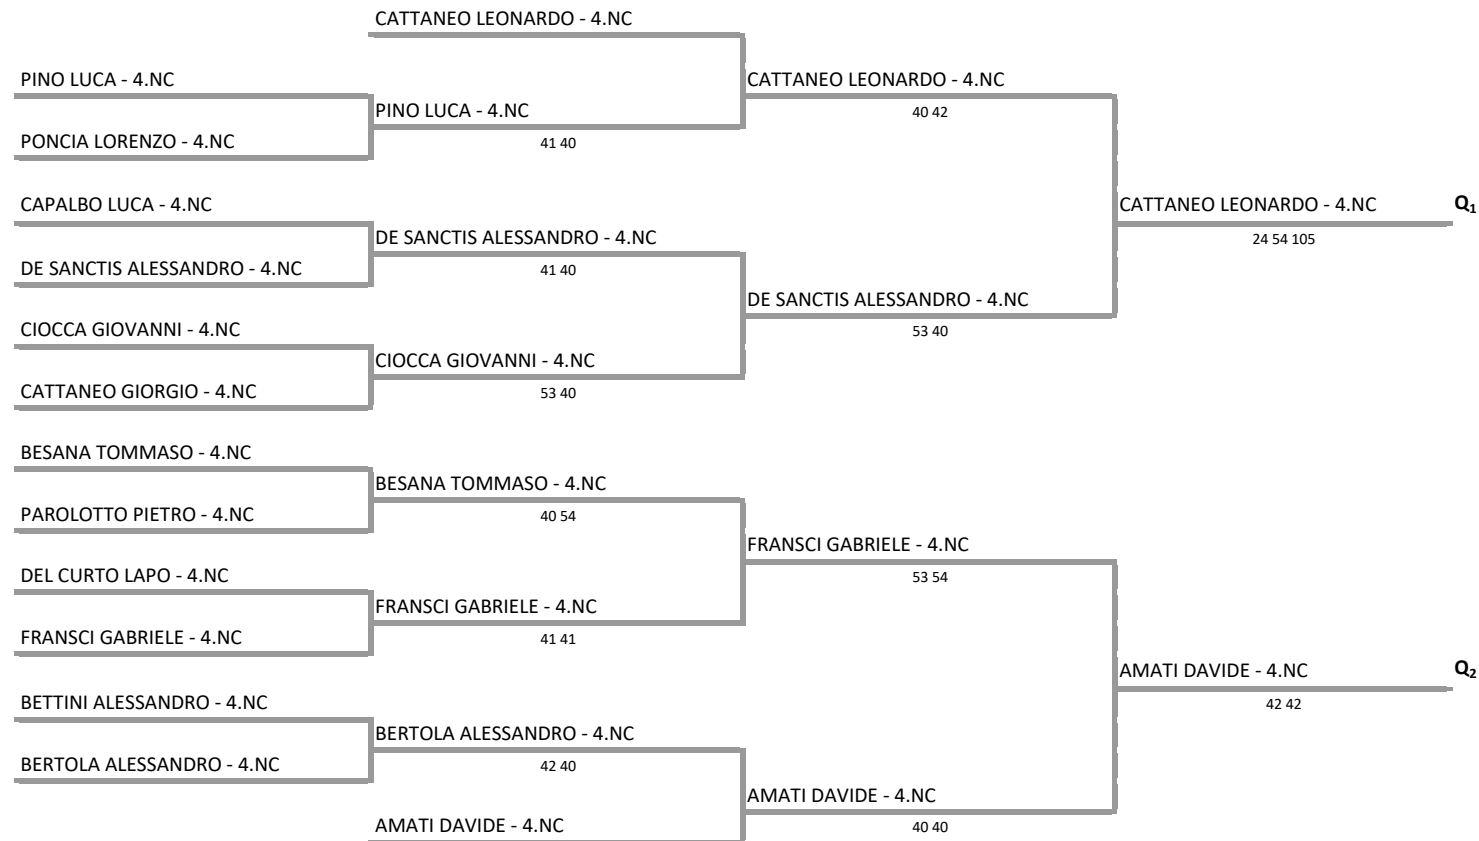 CATTANEO LEONARDO - 4.NC
PINO LUCA - 4.NC
CATTANEO LEONARDO - 4.NC
PINO LUCA - 4.NC
40 42
PONCIA LORENZO - 4.NC
41 40
CAPALBO LUCA - 4.NC
CATTANEO LEONARDO - 4.NC
Q1
DE SANCTIS ALESSANDRO - 4.NC
24 54 105
DE SANCTIS ALESSANDRO - 4.NC
41 40
DE SANCTIS ALESSANDRO - 4.NC
CIOCCA GIOVANNI - 4.NC
53 40
CIOCCA GIOVANNI - 4.NC
CATTANEO GIORGIO - 4.NC
53 40
BESANA TOMMASO - 4.NC
BESANA TOMMASO - 4.NC
PAROLOTTO PIETRO - 4.NC
40 54
FRANSCI GABRIELE - 4.NC
DEL CURTO LAPO - 4.NC
53 54
FRANSCI GABRIELE - 4.NC
FRANSCI GABRIELE - 4.NC
41 41
AMATI DAVIDE - 4.NC
Q2
BETTINI ALESSANDRO - 4.NC
42 42
BERTOLA ALESSANDRO - 4.NC
BERTOLA ALESSANDRO - 4.NC
42 40
AMATI DAVIDE - 4.NC
AMATI DAVIDE - 4.NC
40 40